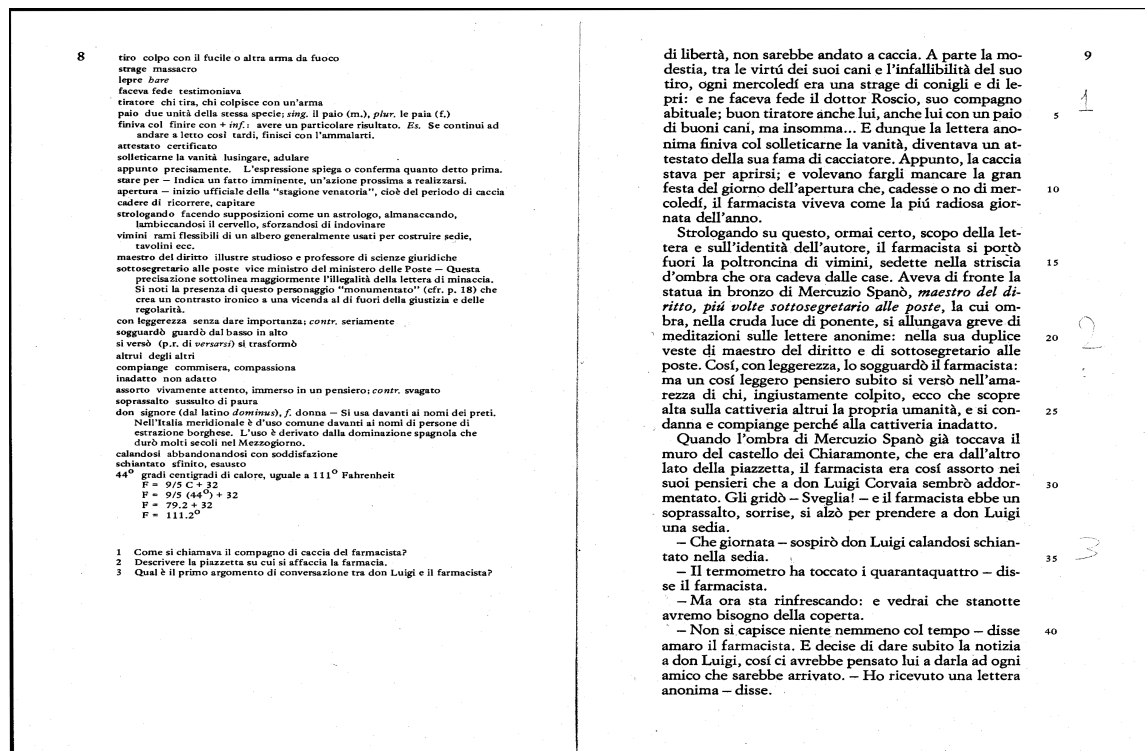 8
tiro colpo con il fucile o altra arma da fuoco
strage massacro
lepre hare
faceva fede testimoniava
tiratore chi tira, chi colpisce con un'arma
paio due unità della stessa specie; sing. il paio (m.), plur. le paia (f.)
finiva col finire con + inf.: avere un particolare risultato. Es. Se continui ad
andare a letto così tardi, finisci con l'ammalarti.
attestato certificato
solleticarne la vanità lusingare, adulare
appunto precisamente. L'espressione spiega o conferma quanto detto prima.
stare per — Indica un fatto imminente, un'azione prossima a realizzarsi.
apertura — inizio ufficiale della "stagione venatoria", cioè del periodo di caccia
cadere di ricorrere, capitare
strologando facendo supposizioni come un astrologo, almanaccando,
lambiccandosi il cervello, sforzandosi di indovinare
vimini rami flessibili di un albero generalmente usati per costruire sedie,
tavolini ecc.
maestro del diritto illustre studioso e professore di scienze giuridiche
sottosegretario alle poste vice ministro del ministero delle Poste — Questa
precisazione sottolinea maggiormente l'illegalità della lettera di minaccia.
Si noti la presenza di questo personaggio "monumentato" (cfr. p. 18) che
crea un contrasto ironico a una vicenda al di fuori della giustizia e delle
regolarità.
con leggerezza senza dare importanza; contr. seriamente
sogguardò guardò dal basso in alto
si versò (p.r. di versarsi) si trasformò
altrui degli altri
compiange commisera, compassiona
inadatto non adatto
assorto vivamente attento, immerso in un pensiero; contr. svagato
soprassalto sussulto di paura
don signore (dal latino dominus), f. donna — Si usa davanti ai nomi dei preti.
Nell'Italia meridionale è d'uso comune davanti ai nomi di persone di
estrazione borghese. L'uso è derivato dalla dominazione spagnola che
durò molti secoli nel Mezzogiorno.
calandosi abbandonandosi con soddisfazione
schiantato sfinito, esausto
44° gradi centigradi di calore, uguale a 111° Fahrenheit
F = 9/5 C + 32
F = 9/5 (44°) + 32
F = 79.2 + 32
F = 111.2°
1 Come si chiamava il compagno di caccia del farmacista?
2 Descrivere la piazzetta su cui si affaccia la farmacia.
3 Qual è il primo argomento di conversazione tra don Luigi e il farmacista?
9
di libertà, non sarebbe andato a caccia. A parte la mo-
destia, tra le virtú dei suoi cani e l'infallibilità del suo
tiro, ogni mercoledí era una strage di conigli e di le-
pri: e ne faceva fede il dottor Roscio, suo compagno 1
abituale; buon tiratore anche lui, anche lui con un paio 5
di buoni cani, ma insomma... E dunque la lettera ano-
nima finiva col solleticarne la vanità, diventava un at-
testato della sua fama di cacciatore. Appunto, la caccia
stava per aprirsi; e volevano fargli mancare la gran
festa del giorno dell'apertura che, cadesse o no di mer- 10
coledí, il farmacista viveva come la piú radiosa gior-
nata dell'anno.
Strologando su questo, ormai certo, scopo della let-
tera e sull'identità dell'autore, il farmacista si portò
fuori la poltroncina di vimini, sedette nella striscia 15
d'ombra che ora cadeva dalle case. Aveva di fronte la
statua in bronzo di Mercuzio Spanò, maestro del di-
ritto, piú volte sottosegretario alle poste, la cui om-
bra, nella cruda luce di ponente, si allungava greve di
meditazioni sulle lettere anonime: nella sua duplice 20 2
veste di maestro del diritto e di sottosegretario alle
poste. Cosí, con leggerezza, lo sogguardò il farmacista:
ma un cosí leggero pensiero subito si versò nell'ama-
rezza di chi, ingiustamente colpito, ecco che scopre
alta sulla cattiveria altrui la propria umanità, e si con- 25
danna e compiange perché alla cattiveria inadatto.
Quando l'ombra di Mercuzio Spanò già toccava il
muro del castello dei Chiaramonte, che era dall'altro
lato della piazzetta, il farmacista era cosí assorto nei
suoi pensieri che a don Luigi Corvaia sembrò addor- 30
mentato. Gli gridò – Sveglia! – e il farmacista ebbe un
soprassalto, sorrise, si alzò per prendere a don Luigi
una sedia.
– Che giornata – sospirò don Luigi calandosi schian-
tato nella sedia. 35 3
– Il termometro ha toccato i quarantaquattro – dis-
se il farmacista.
– Ma ora sta rinfrescando: e vedrai che stanotte
avremo bisogno della coperta.
– Non si capisce niente nemmeno col tempo – disse 40
amaro il farmacista. E decise di dare subito la notizia
a don Luigi, cosí ci avrebbe pensato lui a darla ad ogni
amico che sarebbe arrivato. – Ho ricevuto una lettera
anonima – disse.